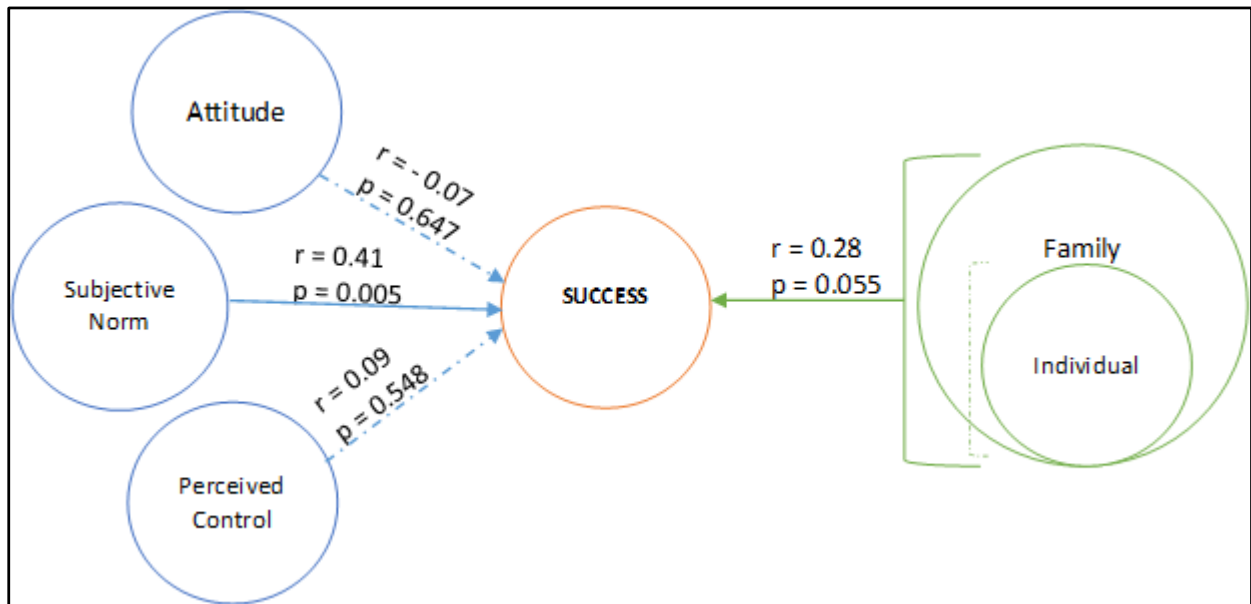 Attitude
r = - 0.07
p = 0.647
Subjective
Norm
r = 0.41
p = 0.005
Perceived
Control
r = 0.09
p = 0.548
SUCCESS
r = 0.28
p = 0.055
Family
Individual